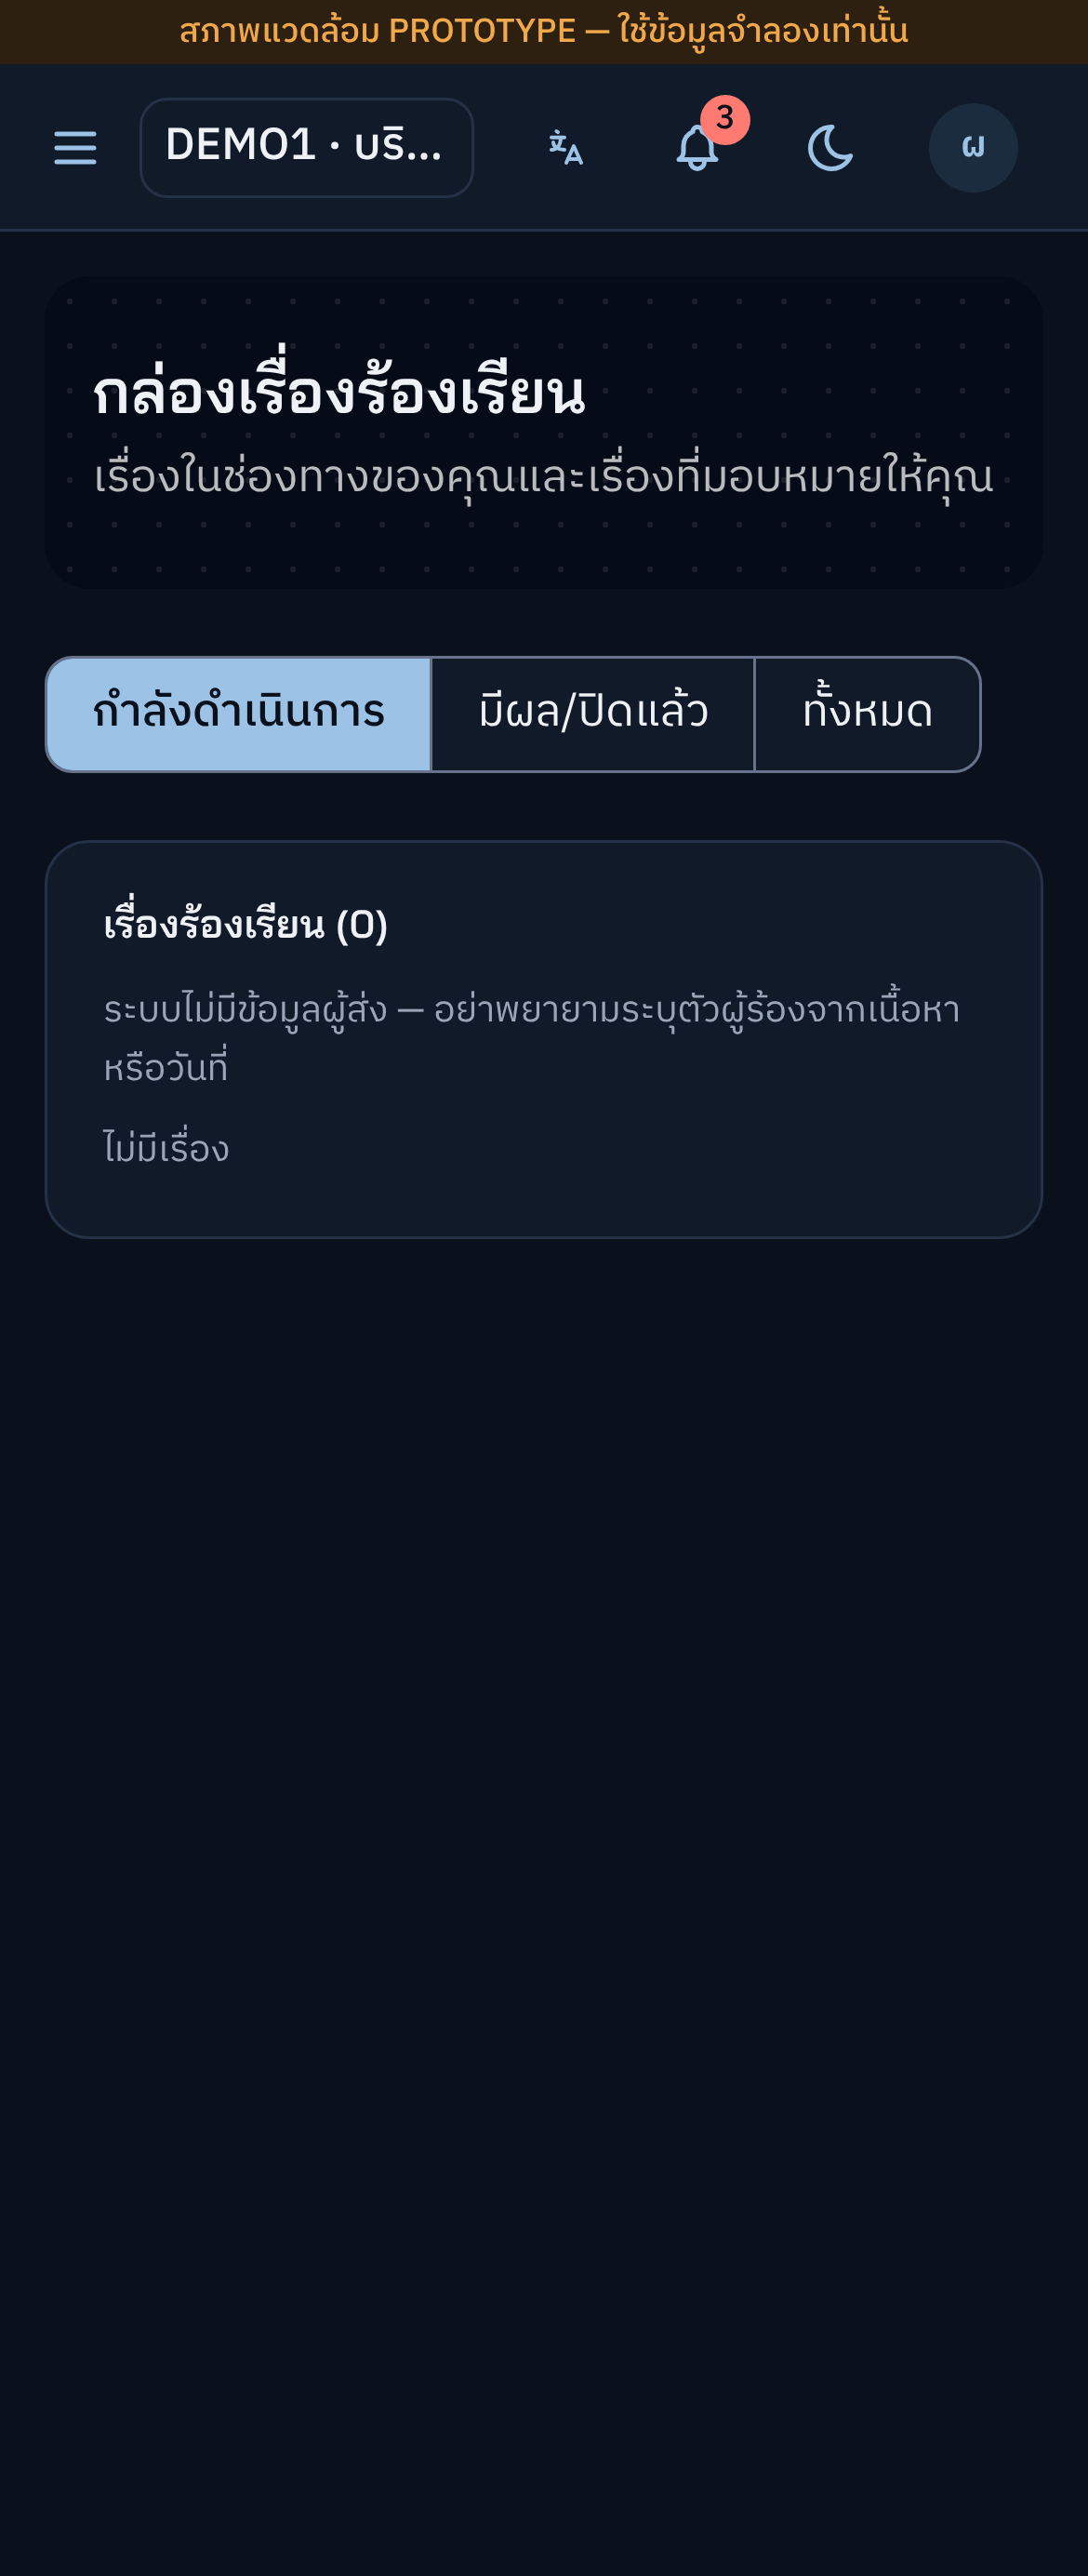 สภาพแวดล้อม PROTOTYPE — ใช้ข้อมูลจำลองเท่านั้น
DEMO1 · บริ...
文A
3
ผ
กล่องเรื่องร้องเรียน
เรื่องในช่องทางของคุณและเรื่องที่มอบหมายให้คุณ
กำลังดำเนินการ
มีผล/ปิดแล้ว
ทั้งหมด
เรื่องร้องเรียน (0)
ระบบไม่มีข้อมูลผู้ส่ง — อย่าพยายามระบุตัวผู้ร้องจากเนื้อหา
หรือวันที่
ไม่มีเรื่อง